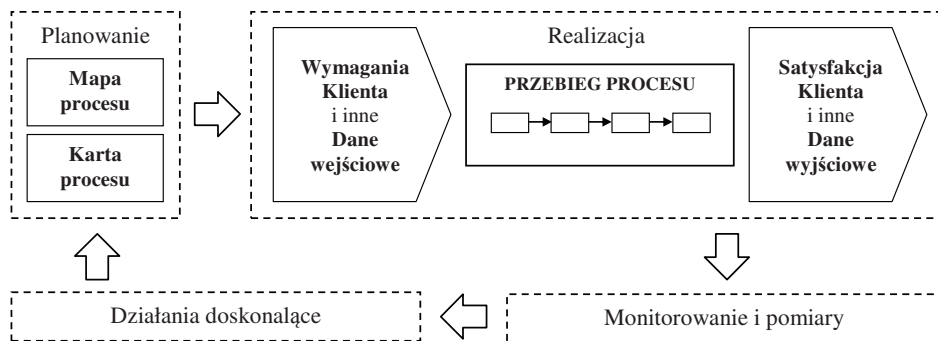 Planowanie
Mapa
procesu
Karta
procesu
Realizacja
Wymagania
Klienta
i inne
Dane
wejściowe
PRZEBIEG PROCESU
Satysfakcja
Klienta
i inne
Dane
wyjściowe
Działania doskonalące
Monitorowanie i pomiary